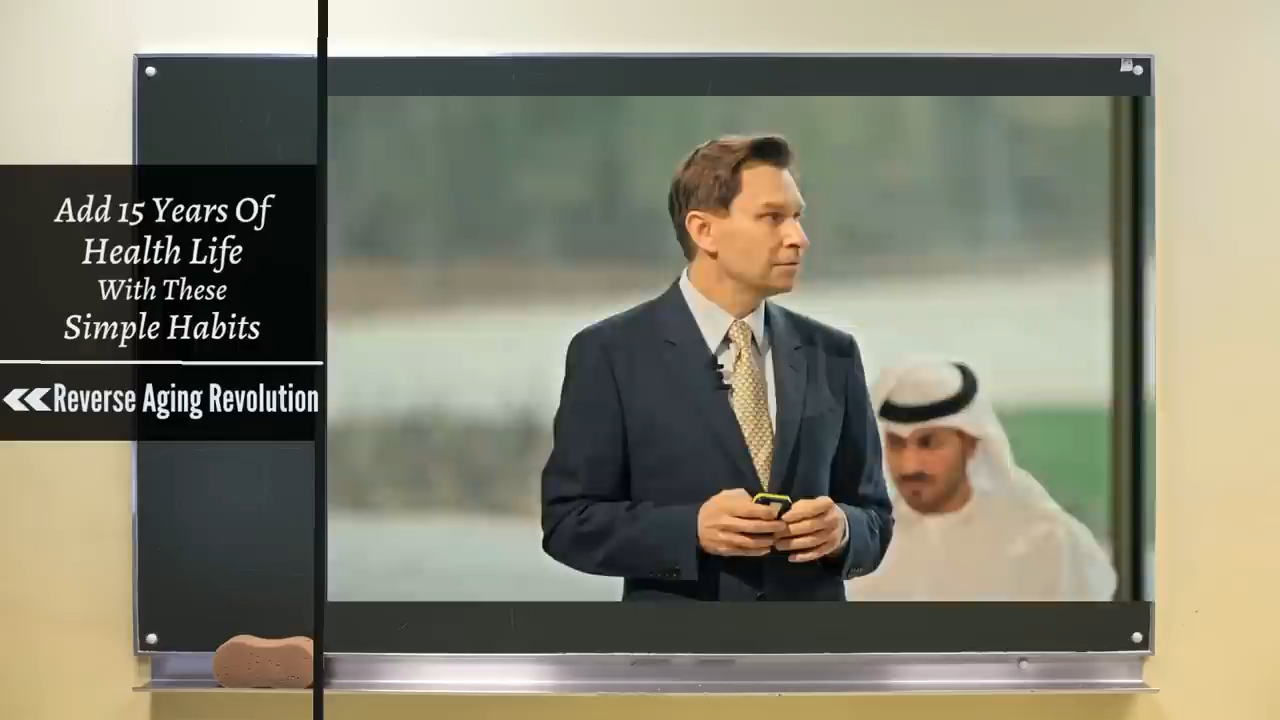 Add 15 Years Of
Health Life
With These
Simple Habits
Reverse Aging Revolution